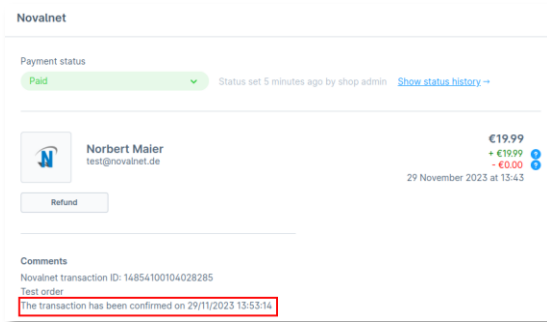 Novalnet
Payment status
Paid
Status set 5 minutes ago by shop admin Show status history →
N
Norbert Maier
test@novalnet.de
€19.99
+ €19.99 ?
- €0.00 ?
29 November 2023 at 13:43
Refund
Comments
Novalnet transaction ID: 14854100104028285
Test order
The transaction has been confirmed on 29/11/2023 13:53:14